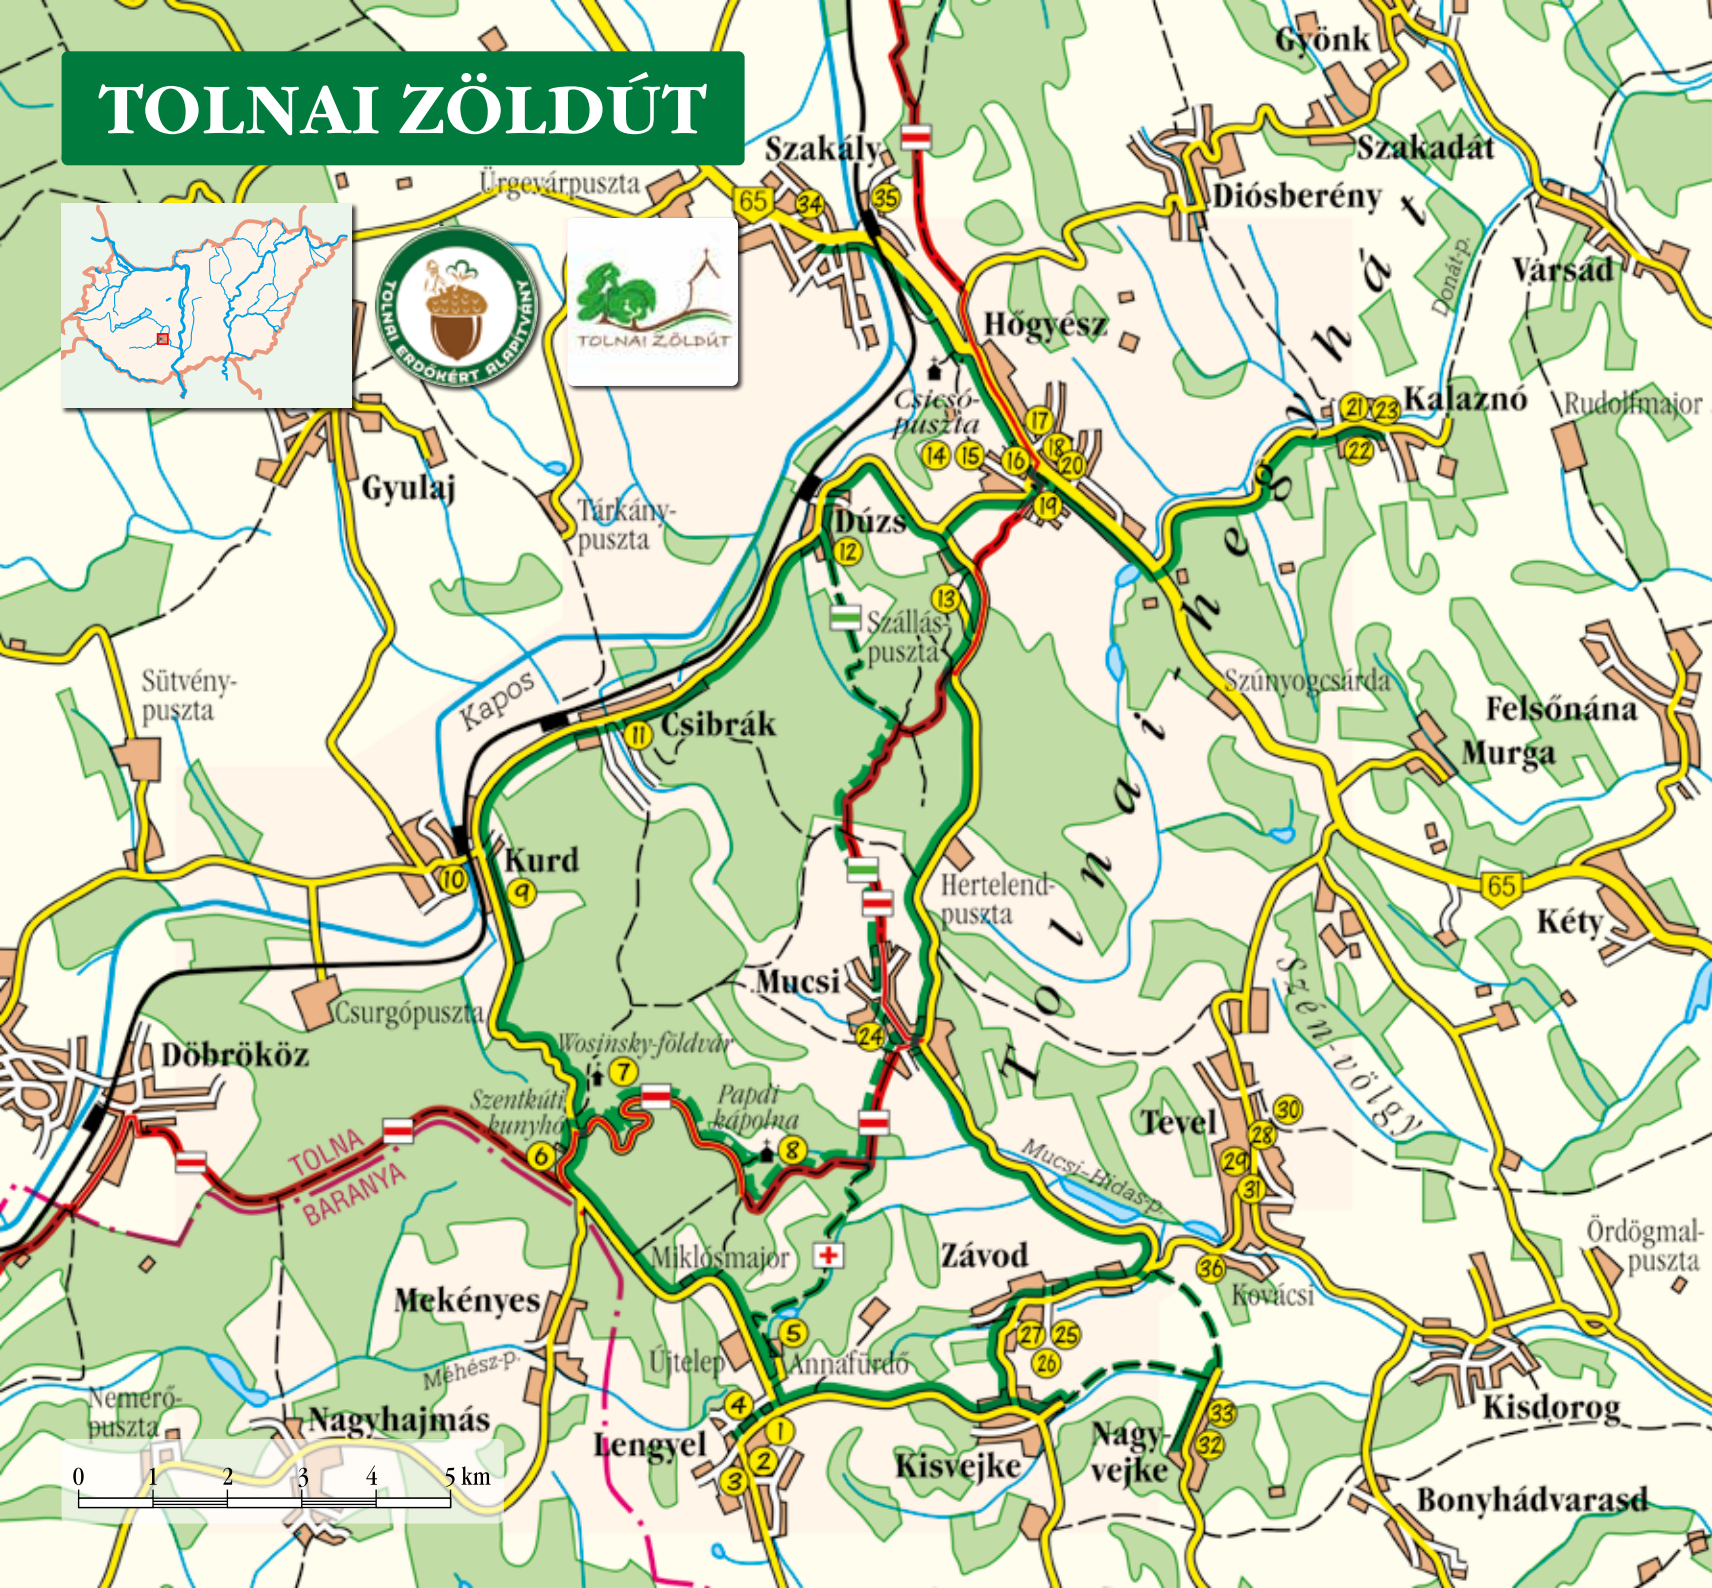 TOLNAI ZÖLDÚT
Gyönk
Szakály
Szakadát
Ürgevárpuszta
65
34
35
Diósberény
Donát-p.
Varsád
TOLNAI ERDŐKÉRT ALAPÍTVÁNY
TOLNAI ZÖLDÚT
Hőgyész
Csicsó-
puszta
17
14
15
16
18
20
19
21
23
22
Kalaznó
Rudolfmajor
Gyulaj
Tárkány-
puszta
Dúzs
12
13
Szállás-
puszta
Tolnai-hegyhát
Sütvény-
puszta
Kapos
11
Csibrák
Szúnyogcsárda
Felsőnána
Murga
10
Kurd
9
Hertelend-
puszta
65
Kéty
Mucsi
24
Csurgópuszta
Döbrököz
Wosinsky-földvár
7
Szentkúti
kunyhó
6
Papdi
kápolna
8
TOLNA
BARANYA
Szén-völgy
Tevel
30
28
29
31
Mucsi-Hidas-p.
36
Kovácsi
Ördögmal-
puszta
Miklósmajor
Závod
Mekényes
Méhész-p.
5
Újtelep
Annafürdő
27
25
26
Nemerő-
puszta
Nagyhajmás
4
1
2
3
Lengyel
Kisvejke
Nagy-
vejke
33
32
Kisdorog
Bonyhádvarasd
0 1 2 3 4 5 km